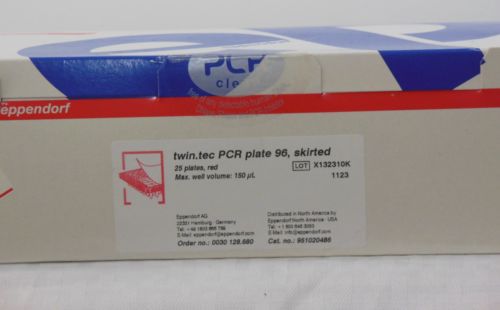 PCR
clean
eppendorf
twin.tec PCR plate 96, skirted
25 plates, red
Max. well volume: 150 µL
LOT X132310K
1123
Eppendorf AG
22331 Hamburg · Germany
E-Mail: eppendorf@eppendorf.com
Order no.: 0030 128.680
Distributed in North America by
Eppendorf North America · USA
E-Mail: info@eppendorf.com
Cat. no.: 951020486